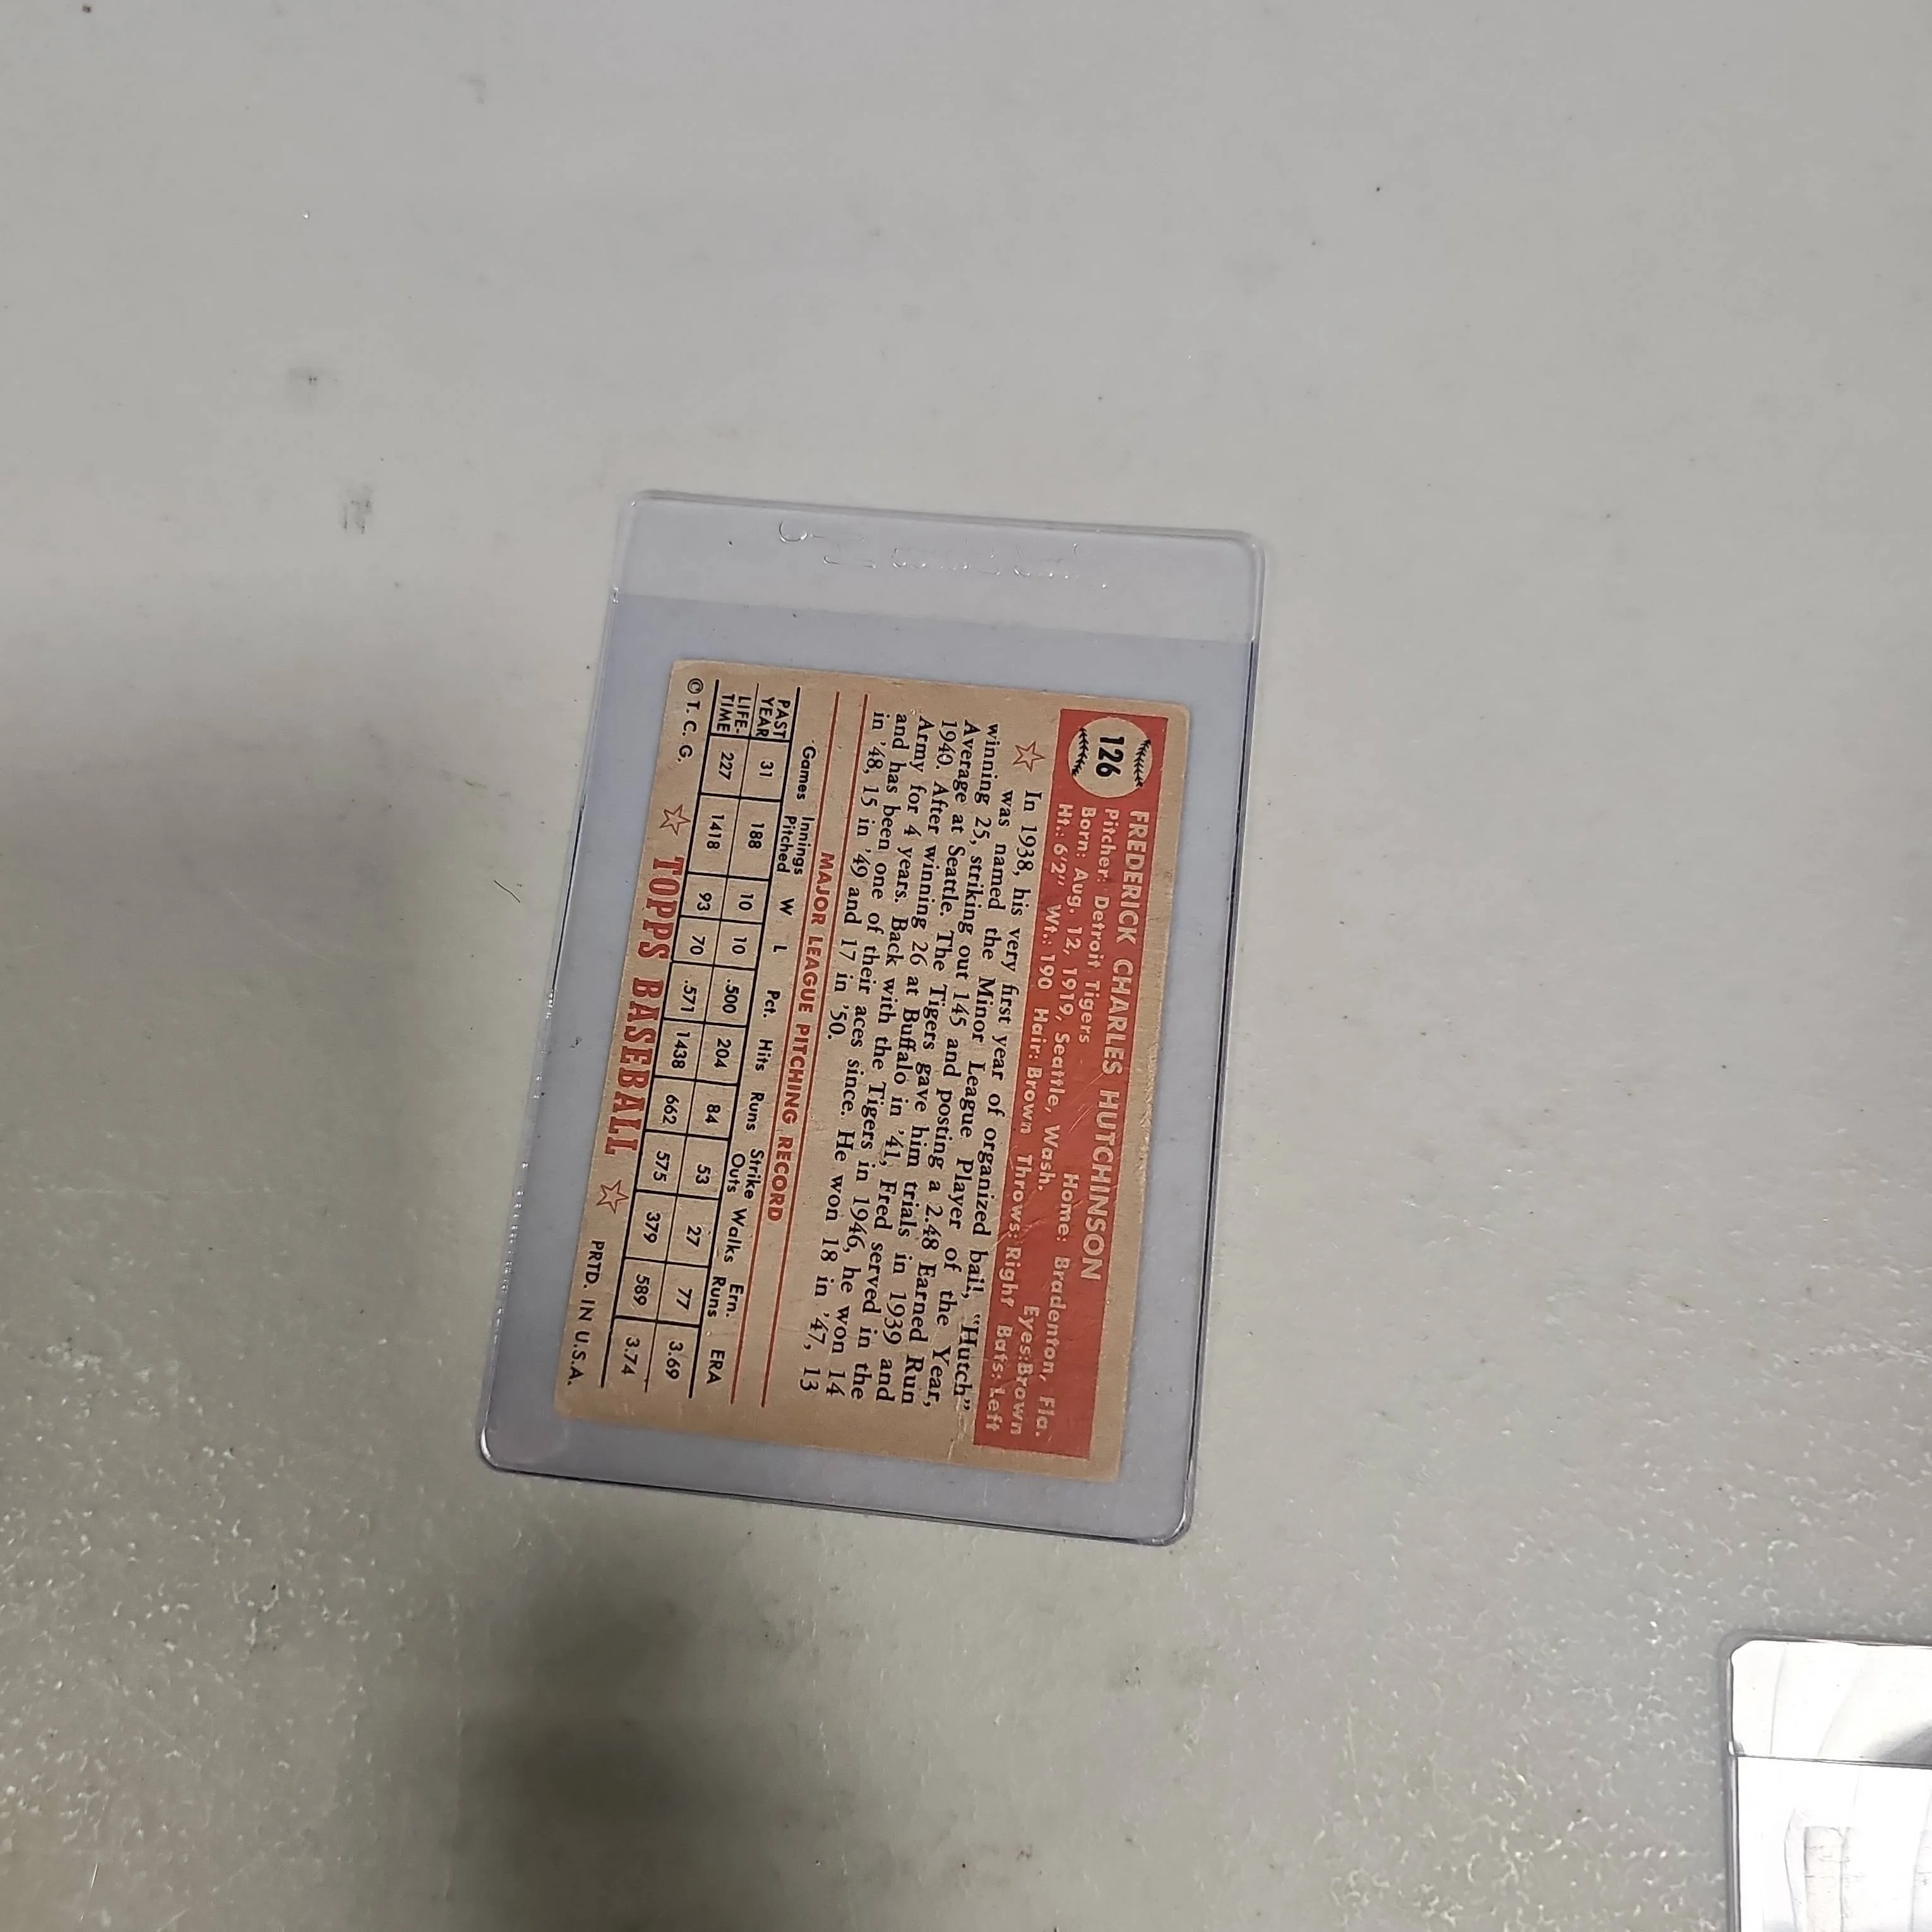 126
FREDERICK CHARLES HUTCHINSON
Pitcher: Detroit Tigers Home: Bradenton, Fla.
Born: Aug. 12, 1919, Seattle, Wash. Eyes: Brown
Ht.: 6'2" Wt.: 190 Hair: Brown Throws: Right Bats: Left
In 1938, his very first year of organized ball, "Hutch"
was named the Minor League Player of the Year,
winning 25, striking out 145 and posting a 2.48 Earned Run
Average at Seattle. The Tigers gave him trials in 1939 and
1940. After winning 26 at Buffalo in '41, Fred served in the
Army for 4 years. Back with the Tigers in 1946, he won 14
and has been one of their aces since. He won 18 in '47, 13
in '48, 15 in '49 and 17 in '50.
MAJOR LEAGUE PITCHING RECORD
Games Innings Pitched W L Pct. Hits Runs Strike Outs Walks Ern. Runs ERA
PAST YEAR 31 188 10 10 .500 204 84 53 27 77 3.69
LIFE-TIME 227 1418 93 70 .571 1438 662 575 379 589 3.74
© T. C. G. TOPPS BASEBALL PRTD. IN U.S.A.